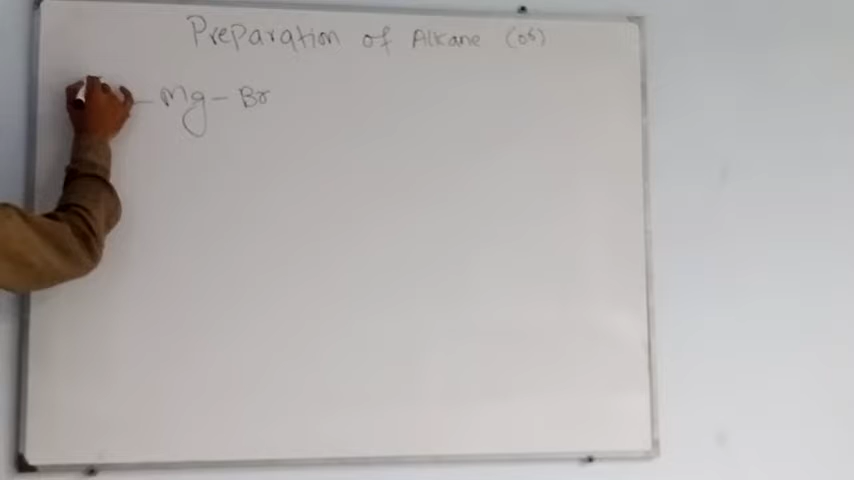 Preparation of Alkane (05)
- Mg - Br